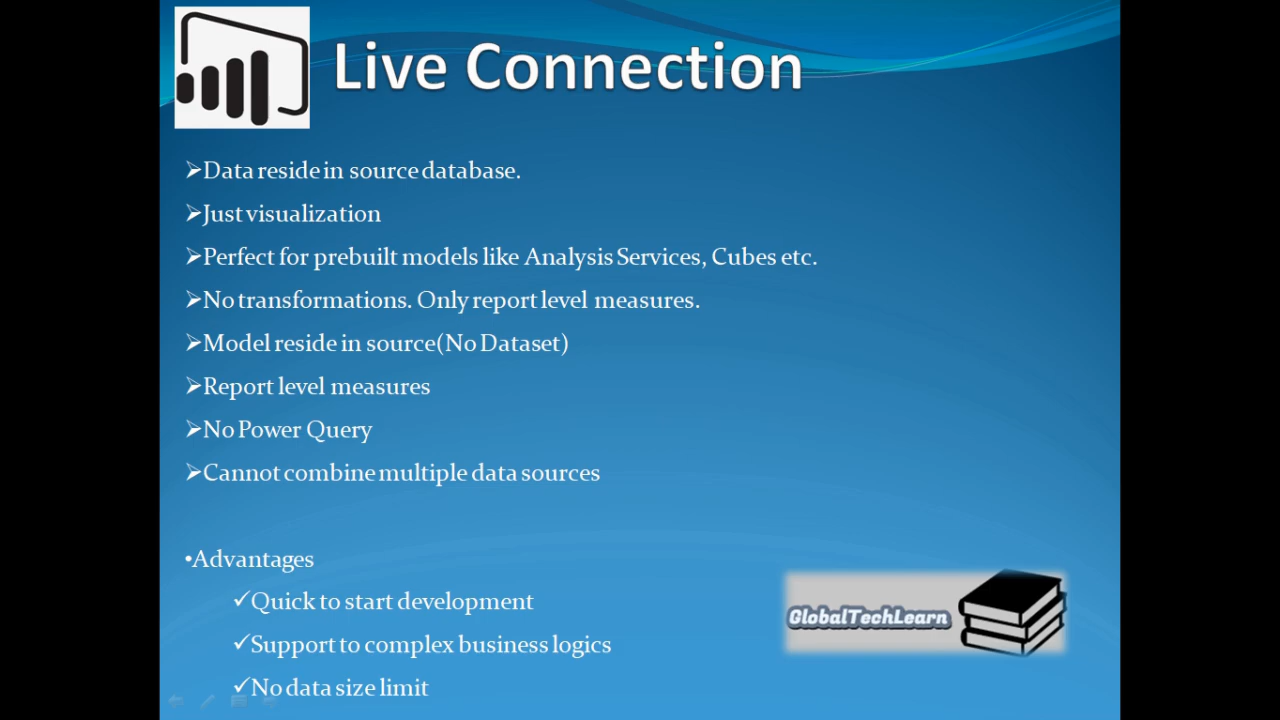 Live Connection
➢Data reside in source database.
➢Just visualization
➢Perfect for prebuilt models like Analysis Services, Cubes etc.
➢No transformations. Only report level measures.
➢Model reside in source(No Dataset)
➢Report level measures
➢No Power Query
➢Cannot combine multiple data sources
•Advantages
✓Quick to start development
✓Support to complex business logics
✓No data size limit
GlobalTechLearn